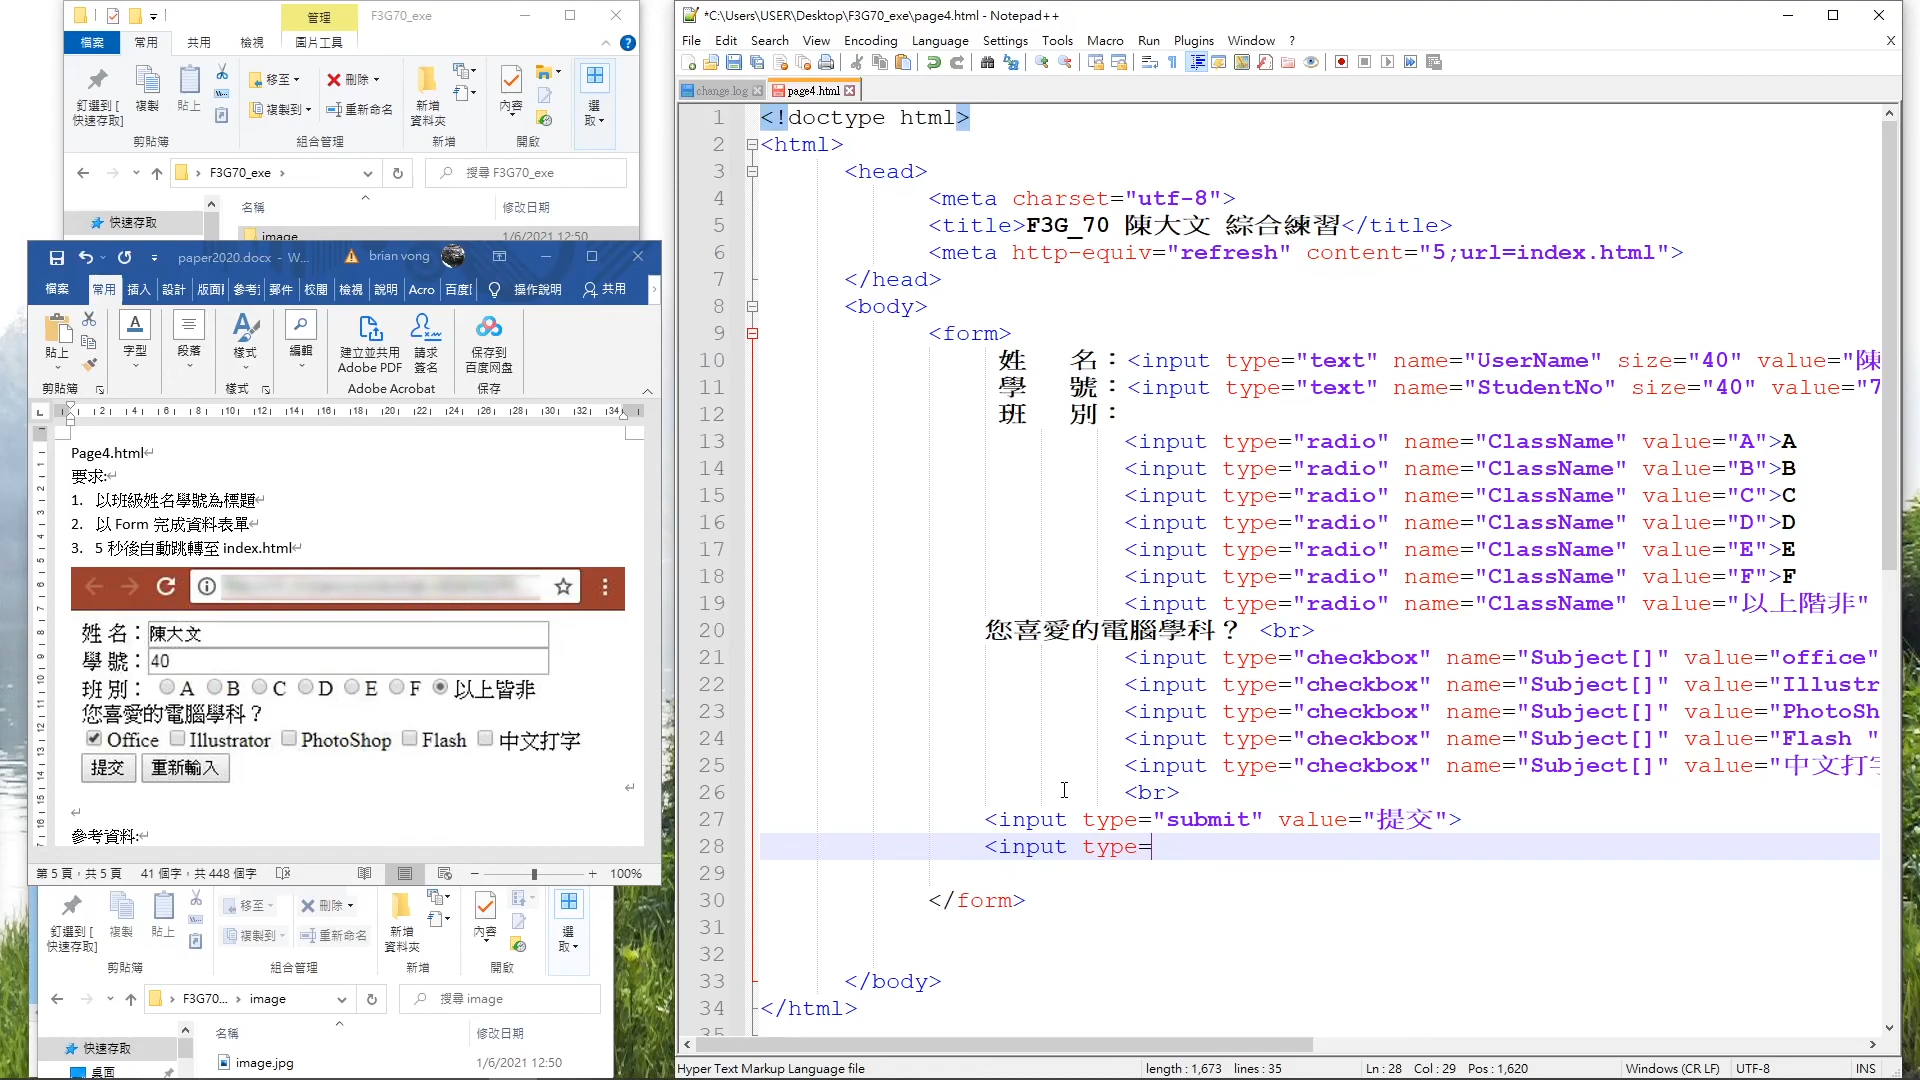 管理
F3G70_exe
檔案
常用
共用
檢視
圖片工具
釘選到 [
快速存取]
複製
貼上
移至
複製到
刪除
重新命名
新增
資料夾
內容
選
取
剪貼簿
組合管理
新增
開啟
F3G70_exe
搜尋 F3G70_exe
名稱
修改日期
快速存取
image
1/6/2021 12:50
paper2020.docx - W...
brian vong
檔案
常用
插入
設計
郵件
校閱
檢視
說明
Acro
操作說明
共用
貼上
字型
段落
樣式
編輯
建立並共用
Adobe PDF
請求
簽名
保存到
百度网盘
剪貼簿
樣式
Adobe Acrobat
保存
2 4 6 8 10 12 14 16 18 20 22 24 26 28 30 32 34
Page4.html
要求:
1. 以班級姓名學號為標題
2. 以 Form 完成資料表單
3. 5 秒後自動跳轉至 index.html
姓 名：陳大文
學 號：40
班 別： A B C D E F 以上皆非
您喜愛的電腦學科？
Office Illustrator PhotoShop Flash 中文打字
提交 重新輸入
參考資料:
第 5 頁，共 5 頁 41 個字，共 448 個字 100%
釘選到 [
快速存取]
複製
貼上
移至
複製到
刪除
重新命名
新增
資料夾
內容
選
取
剪貼簿
組合管理
新增
開啟
F3G70... image
搜尋 image
名稱
修改日期
快速存取
桌面
image.jpg
1/6/2021 12:50
*C:\Users\USER\Desktop\F3G70_exe\page4.html - Notepad++
File Edit Search View Encoding Language Settings Tools Macro Run Plugins Window ? X
change.log page4.html
1 <!doctype html>
2 <html>
3 <head>
4 <meta charset="utf-8">
5 <title>F3G_70 陳大文 綜合練習</title>
6 <meta http-equiv="refresh" content="5;url=index.html">
7 </head>
8 <body>
9 <form>
10 姓 名：<input type="text" name="UserName" size="40" value="陳
11 學 號：<input type="text" name="StudentNo" size="40" value="7
12 班 別：
13 <input type="radio" name="ClassName" value="A">A
14 <input type="radio" name="ClassName" value="B">B
15 <input type="radio" name="ClassName" value="C">C
16 <input type="radio" name="ClassName" value="D">D
17 <input type="radio" name="ClassName" value="E">E
18 <input type="radio" name="ClassName" value="F">F
19 <input type="radio" name="ClassName" value="以上階非"
20 您喜愛的電腦學科？ <br>
21 <input type="checkbox" name="Subject[]" value="office"
22 <input type="checkbox" name="Subject[]" value="Illustr
23 <input type="checkbox" name="Subject[]" value="PhotoSh
24 <input type="checkbox" name="Subject[]" value="Flash "
25 <input type="checkbox" name="Subject[]" value="中文打字
26 <br>
27 <input type="submit" value="提交">
28 <input type=
29
30 </form>
31
32
33 </body>
34 </html>
35
Hyper Text Markup Language file length : 1,673 lines : 35 Ln : 28 Col : 29 Pos : 1,620 Windows (CR LF) UTF-8 INS